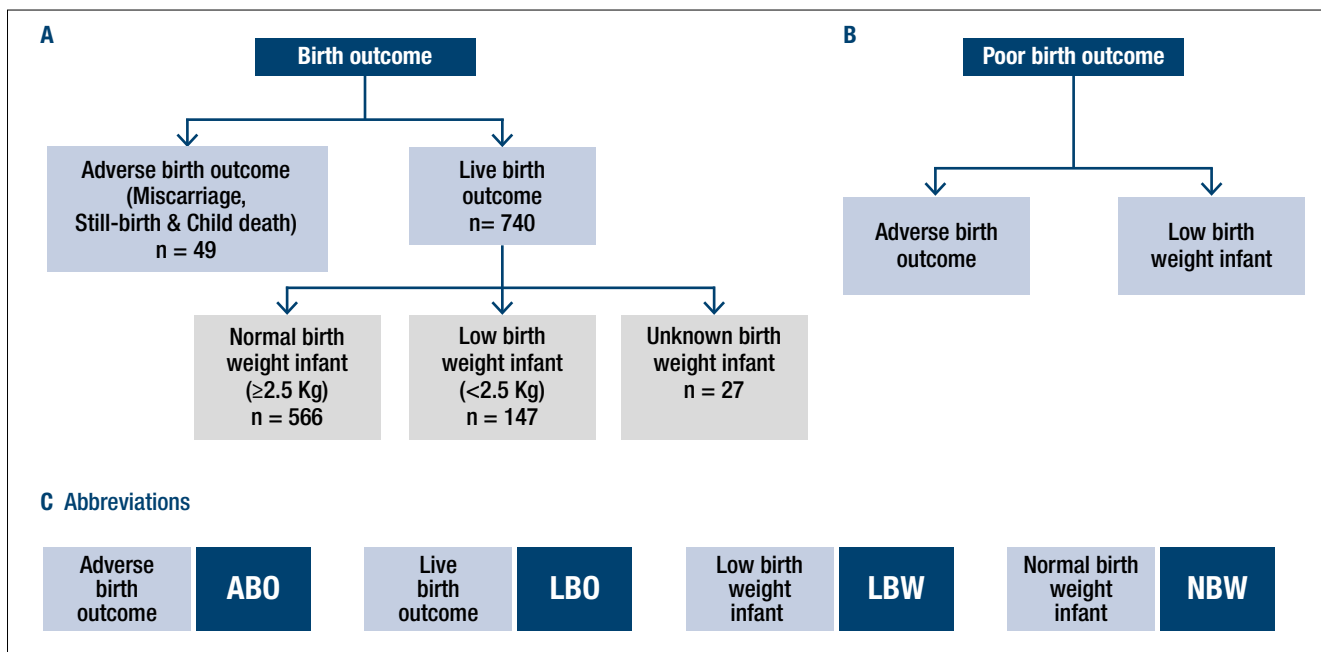 A
Birth outcome
Adverse birth outcome
(Miscarriage,
Still-birth & Child death)
n = 49
Live birth
outcome
n= 740
Normal birth
weight infant
(≥2.5 Kg)
n = 566
Low birth
weight infant
(<2.5 Kg)
n = 147
Unknown birth
weight infant
n = 27
B
Poor birth outcome
Adverse birth
outcome
Low birth
weight infant
C Abbreviations
Adverse
birth
outcome
ABO
Live
birth
outcome
LBO
Low birth
weight
infant
LBW
Normal birth
weight
infant
NBW